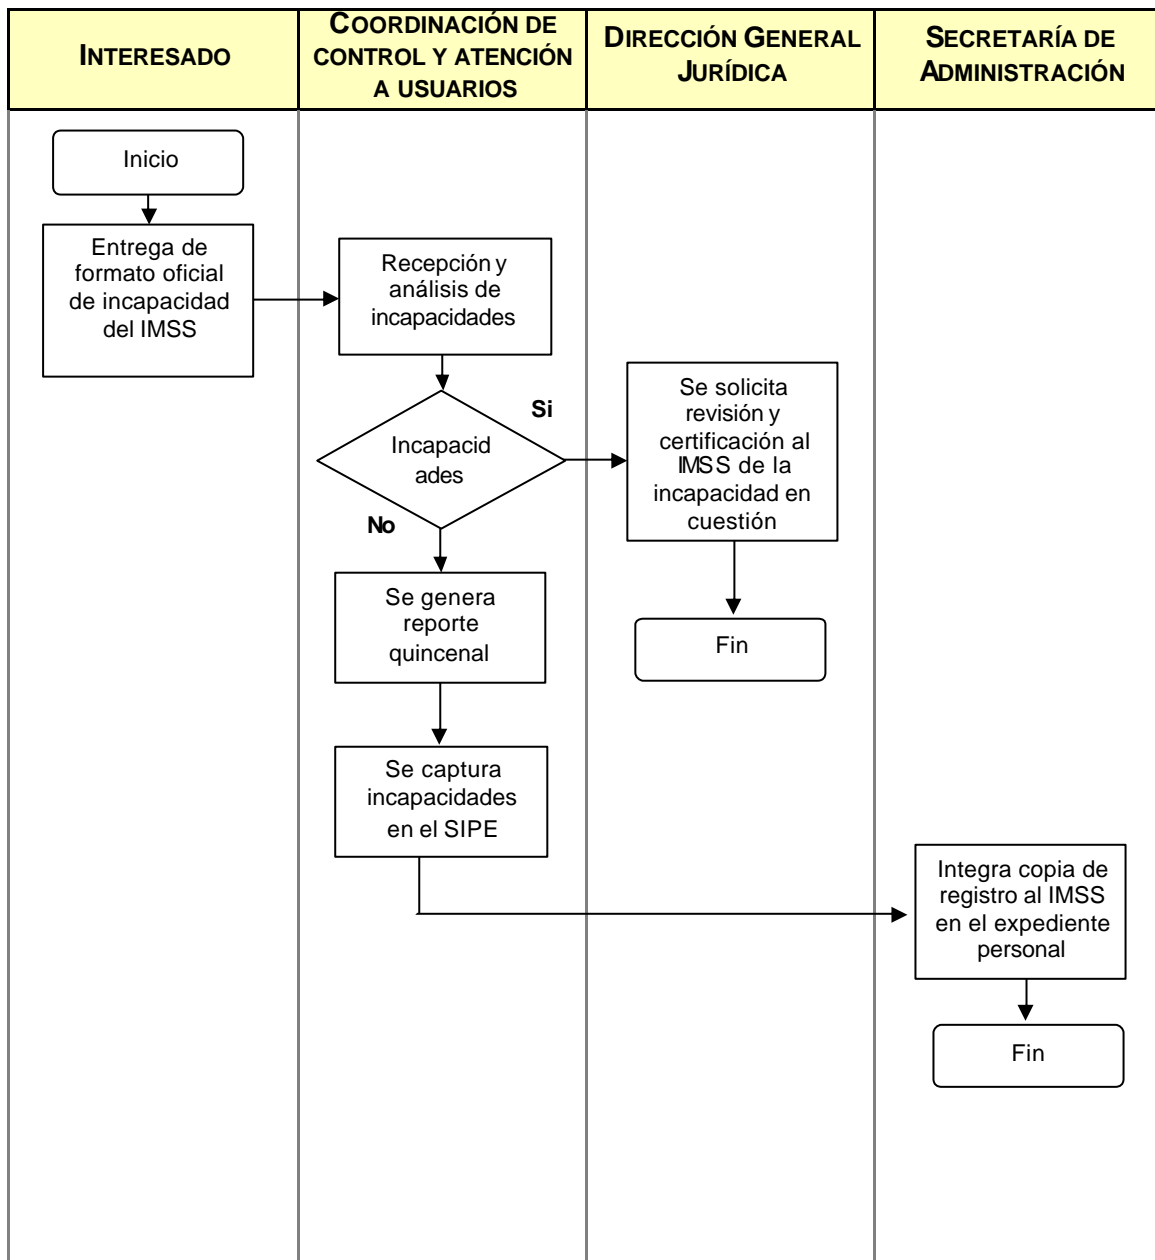 INTERESADO
COORDINACIÓN DE
CONTROL Y ATENCIÓN
A USUARIOS
DIRECCIÓN GENERAL
JURÍDICA
SECRETARÍA DE
ADMINISTRACIÓN
Inicio
Entrega de
formato oficial
de incapacidad
del IMSS
Recepción y
análisis de
incapacidades
Incapacid
ades
Si
No
Se solicita
revisión y
certificación al
IMSS de la
incapacidad en
cuestión
Fin
Se genera
reporte
quincenal
Se captura
incapacidades
en el SIPE
Integra copia de
registro al IMSS
en el expediente
personal
Fin